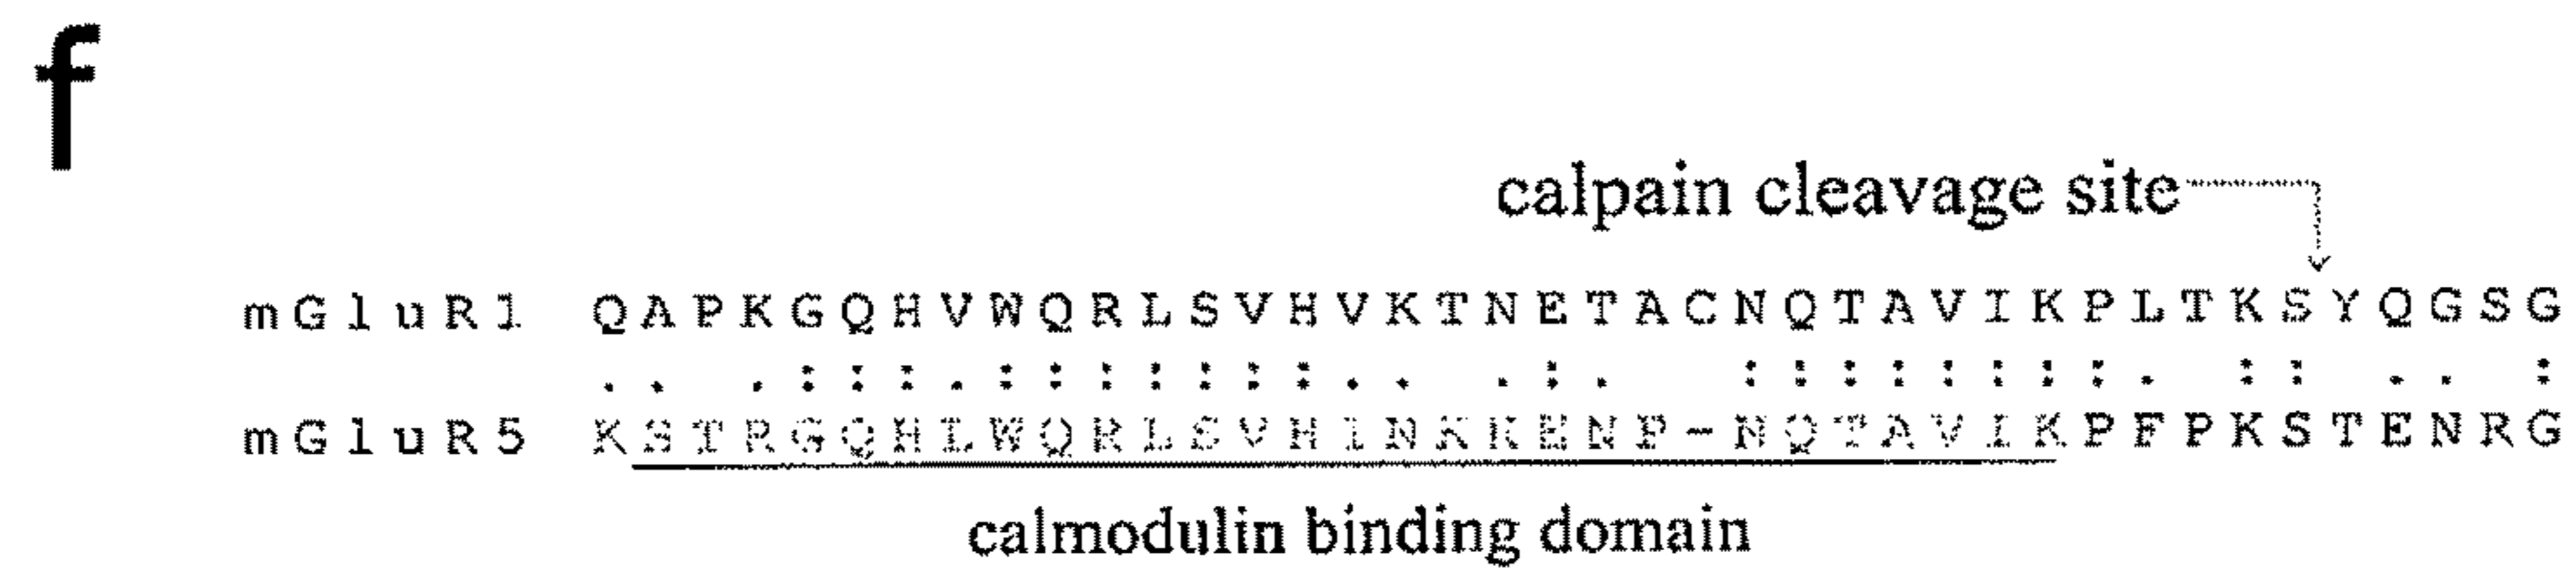 f
calpain cleavage site
mGluR1 QAPKGQHVWQRLSVHVKTNETACNQTAVIKPLTKSYQGSG
.. .:::.:::::::.. .:.  ::::::::. :: .. :
mGluR5 KSTRGQHLWQRLSVHINKKENP-NQTAVIKPFPKSTENRG
calmodulin binding domain